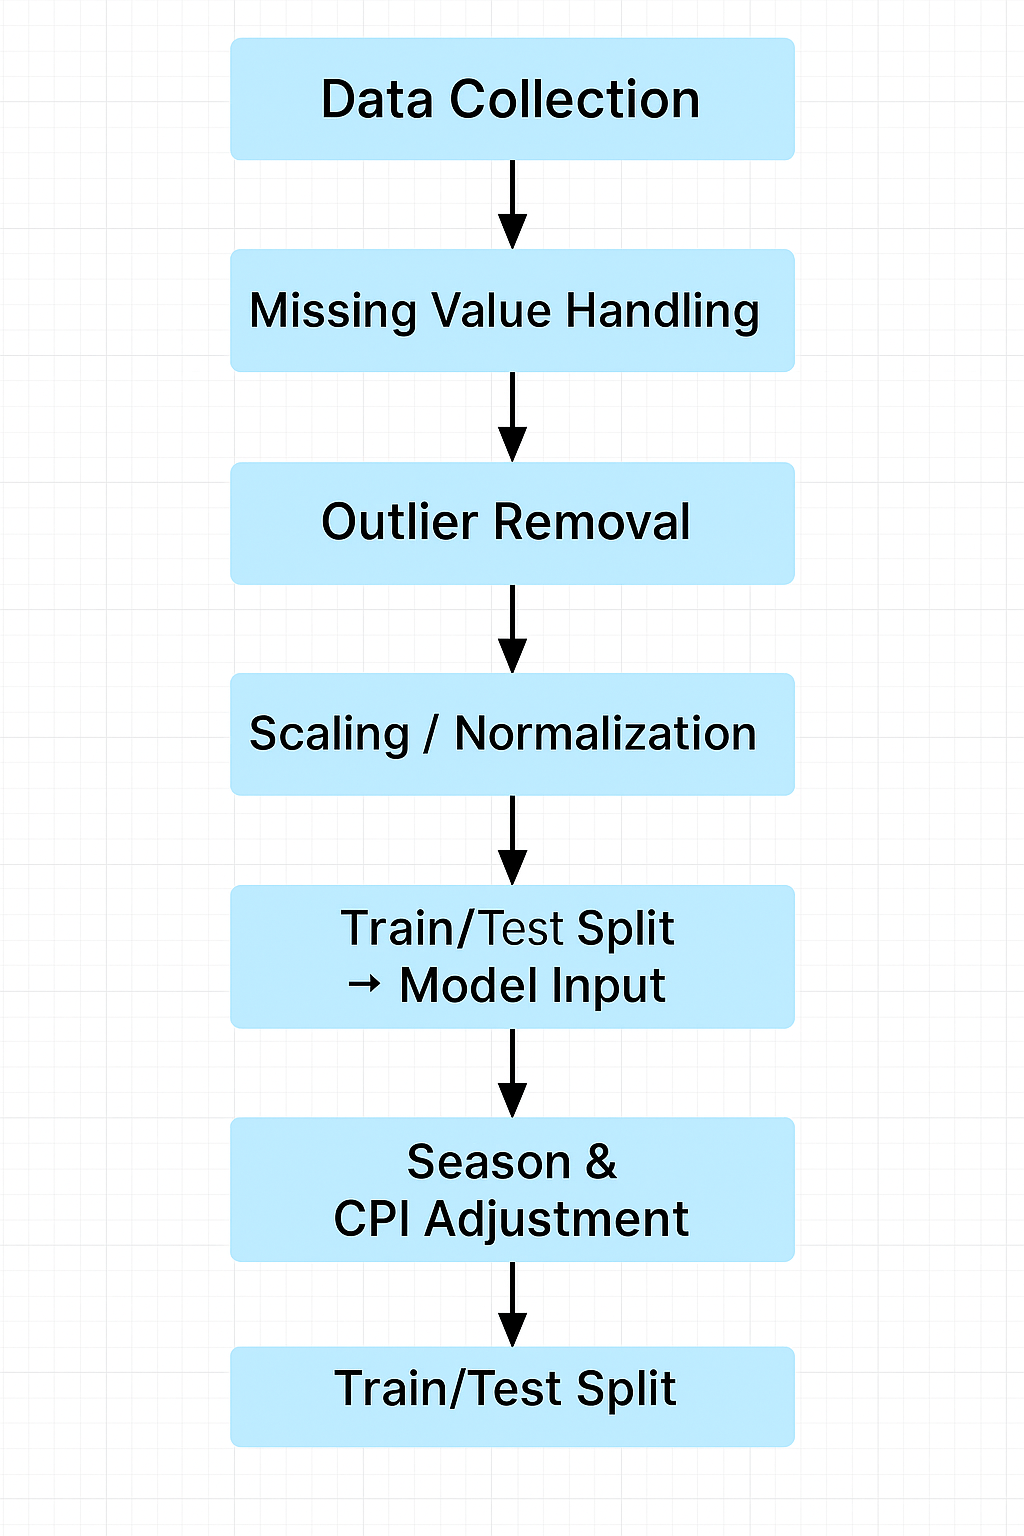 Data Collection
Missing Value Handling
Outlier Removal
Scaling / Normalization
Train/Test Split
→ Model Input
Season &
CPI Adjustment
Train/Test Split